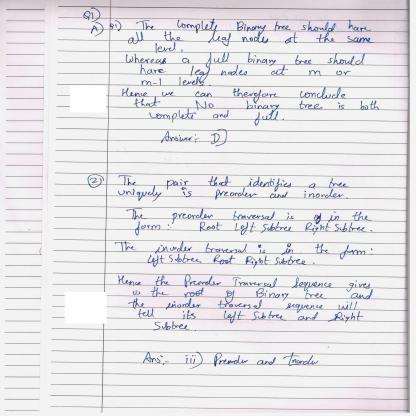 Q1)
A) (1) The Complete Binary tree should have
all the leaf nodes at the same
level.
Whereas a full binary tree should
have leaf nodes at m or
m-1 levels
Hence we can therefore conclude
that No binary tree is both
complete and full.
Answer:- D]
(2) The pair that identifies a tree
uniquely is preorder and inorder.
The preorder traversal is in the
form: Root Left Subtree Right Subtree.
The inorder traversal is in the form:
Left Subtree Root Right Subtree.
Hence the Preorder Traversal Sequence gives
us the root of Binary tree and
the inorder traversal sequence will
tell its left Subtree and Right
Subtree
Ans:- iii) Preorder and Inorder